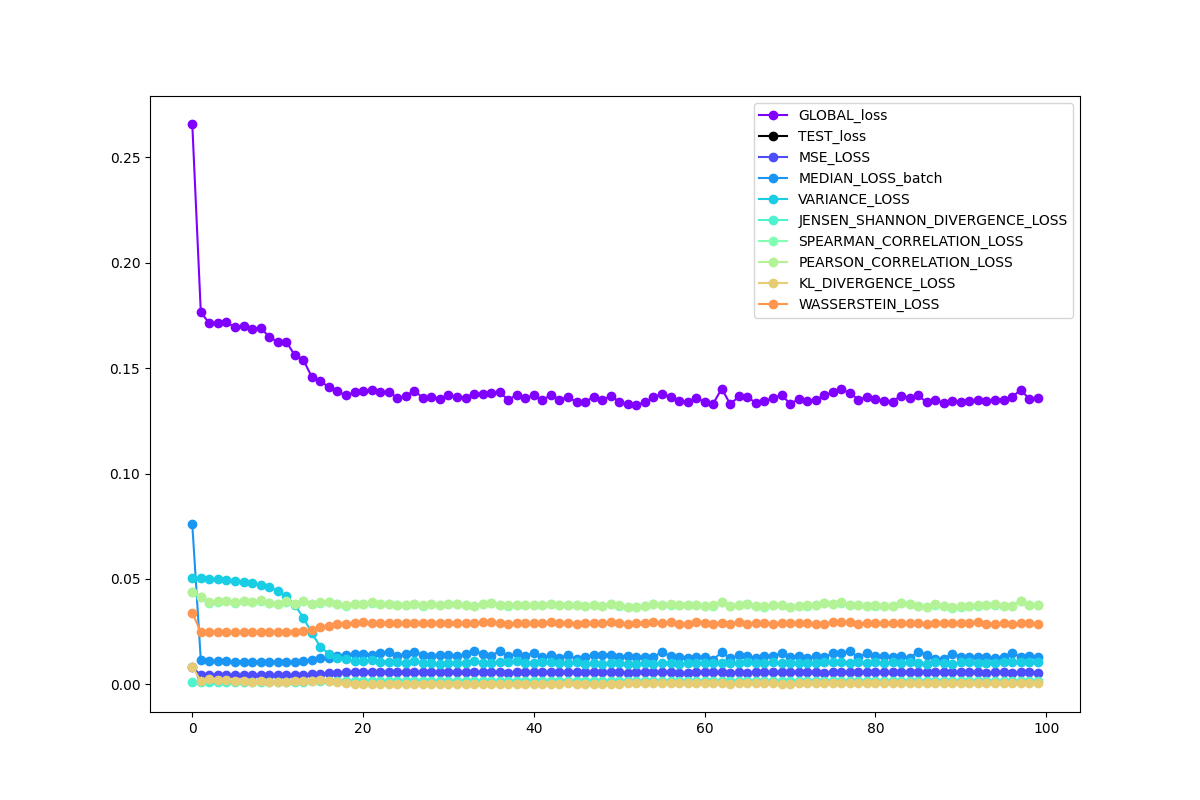 GLOBAL_loss
TEST_loss
MSE_LOSS
MEDIAN_LOSS_batch
VARIANCE_LOSS
JENSEN_SHANNON_DIVERGENCE_LOSS
SPEARMAN_CORRELATION_LOSS
PEARSON_CORRELATION_LOSS
KL_DIVERGENCE_LOSS
WASSERSTEIN_LOSS
0.25
0.20
0.15
0.10
0.05
0.00
0 20 40 60 80 100